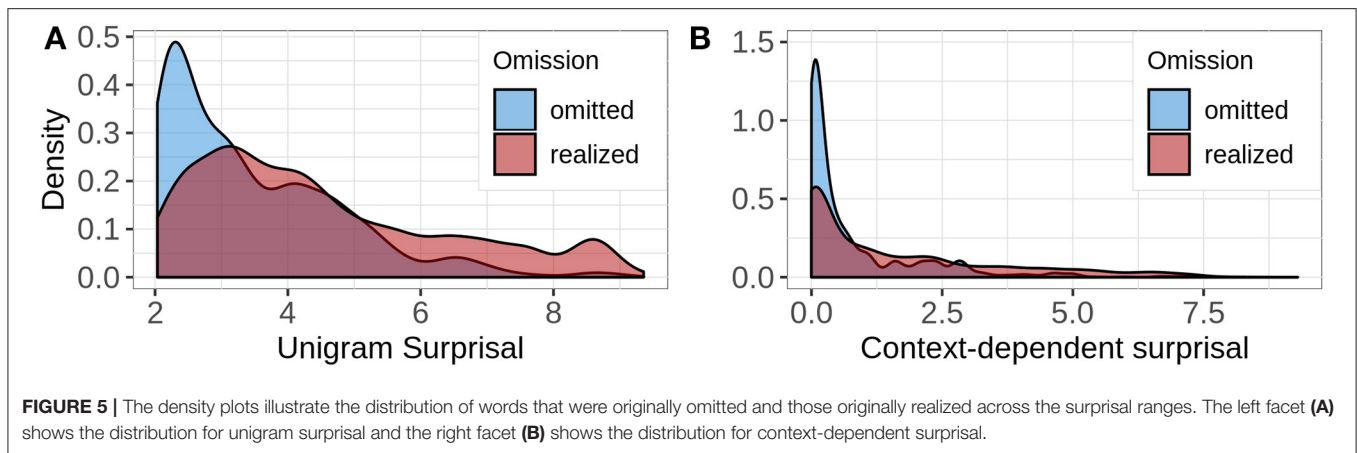 A
0.5
0.4
0.3
0.2
0.1
0.0
Density
2 4 6 8
Unigram Surprisal
Omission
omitted
realized
B
1.5
1.0
0.5
0.0
0.0 2.5 5.0 7.5
Context-dependent surprisal
Omission
omitted
realized
FIGURE 5 | The density plots illustrate the distribution of words that were originally omitted and those originally realized across the surprisal ranges. The left facet (A)
shows the distribution for unigram surprisal and the right facet (B) shows the distribution for context-dependent surprisal.